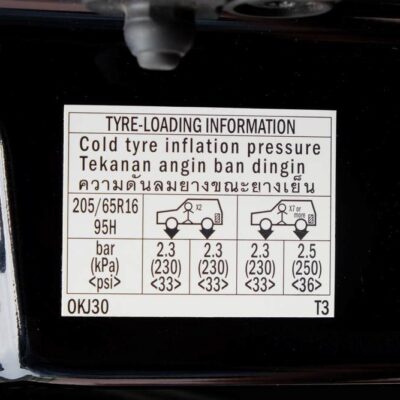 TYRE-LOADING INFORMATION
Cold tyre inflation pressure
Tekanan angin ban dingin
ความดันลมยางขณะยางเย็น
205/65R16
95H
X2
X7 or
more
bar 2.3 2.3 2.3 2.5
(kPa) (230) (230) (230) (250)
<psi> <33> <33> <33> <36>
0KJ30 T3